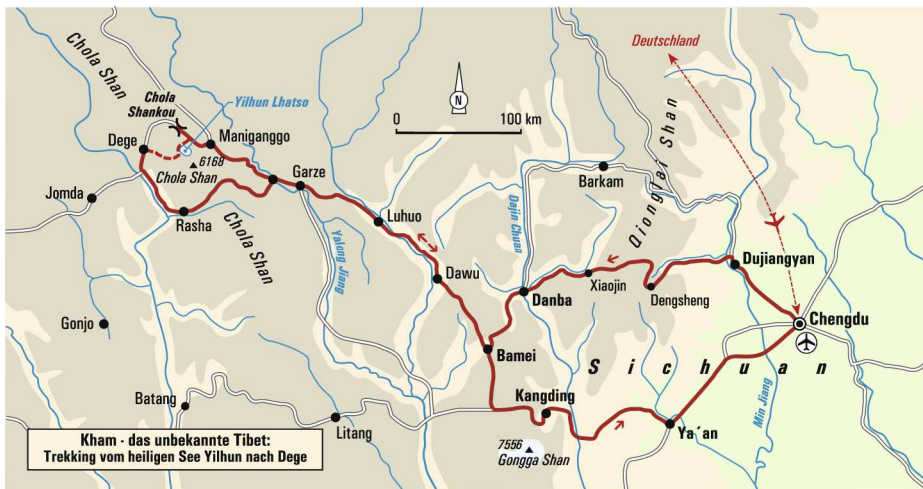 Deutschland
Chola Shan
Chola
Shankou
Yilhun Lhatso
N
0
100 km
Qionglai Shan
Dege
Maniganggo
6168
Chola Shan
Garze
Barkam
Jomda
Rasha
Chola Shan
Luhuo
Dajin Chuan
Yalong Jiang
Dawu
Xiaojin
Dujiangyan
Danba
Dengsheng
Gonjo
Chengdu
Bamei
Sichuan
Kangding
Min Jiang
Batang
Litang
Ya´an
7556
Gongga Shan
Kham - das unbekannte Tibet:
Trekking vom heiligen See Yilhun nach Dege